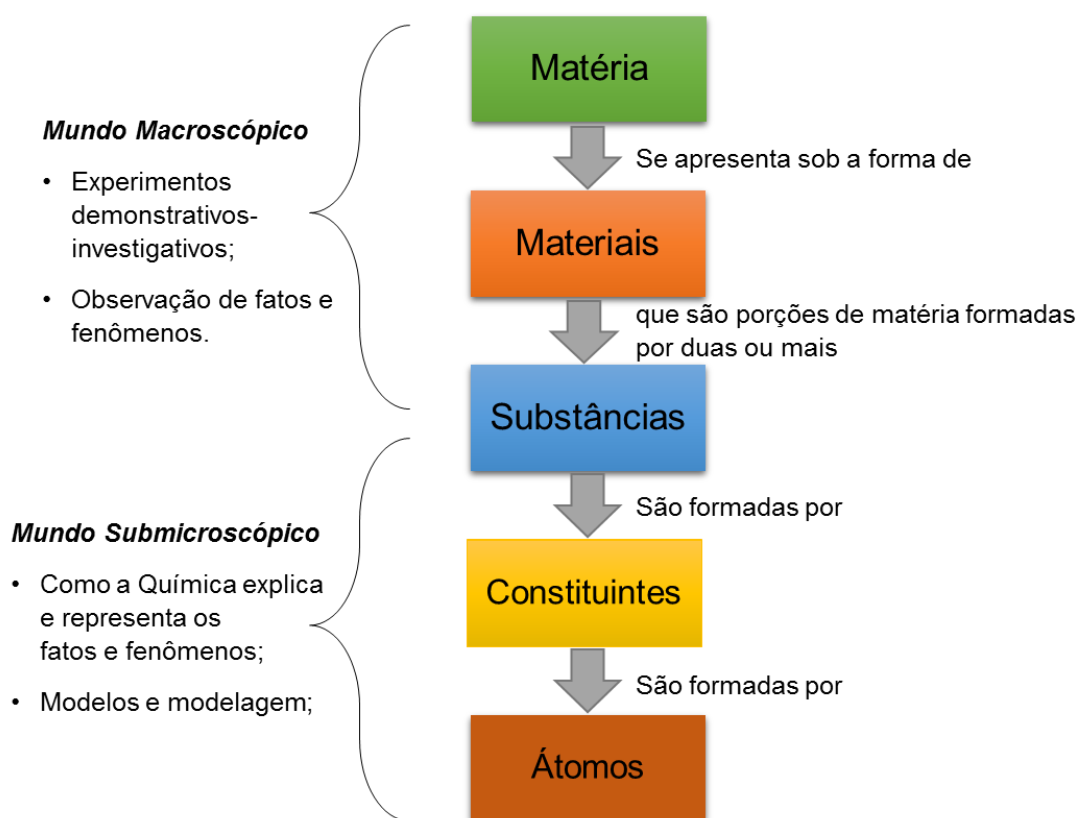 Matéria
Mundo Macroscópico
• Experimentos
demonstrativos-
investigativos;
• Observação de fatos e
fenômenos.
Se apresenta sob a forma de
Materiais
que são porções de matéria formadas
por duas ou mais
Substâncias
São formadas por
Mundo Submicroscópico
• Como a Química explica
e representa os
fatos e fenômenos;
• Modelos e modelagem;
Constituintes
São formadas por
Átomos